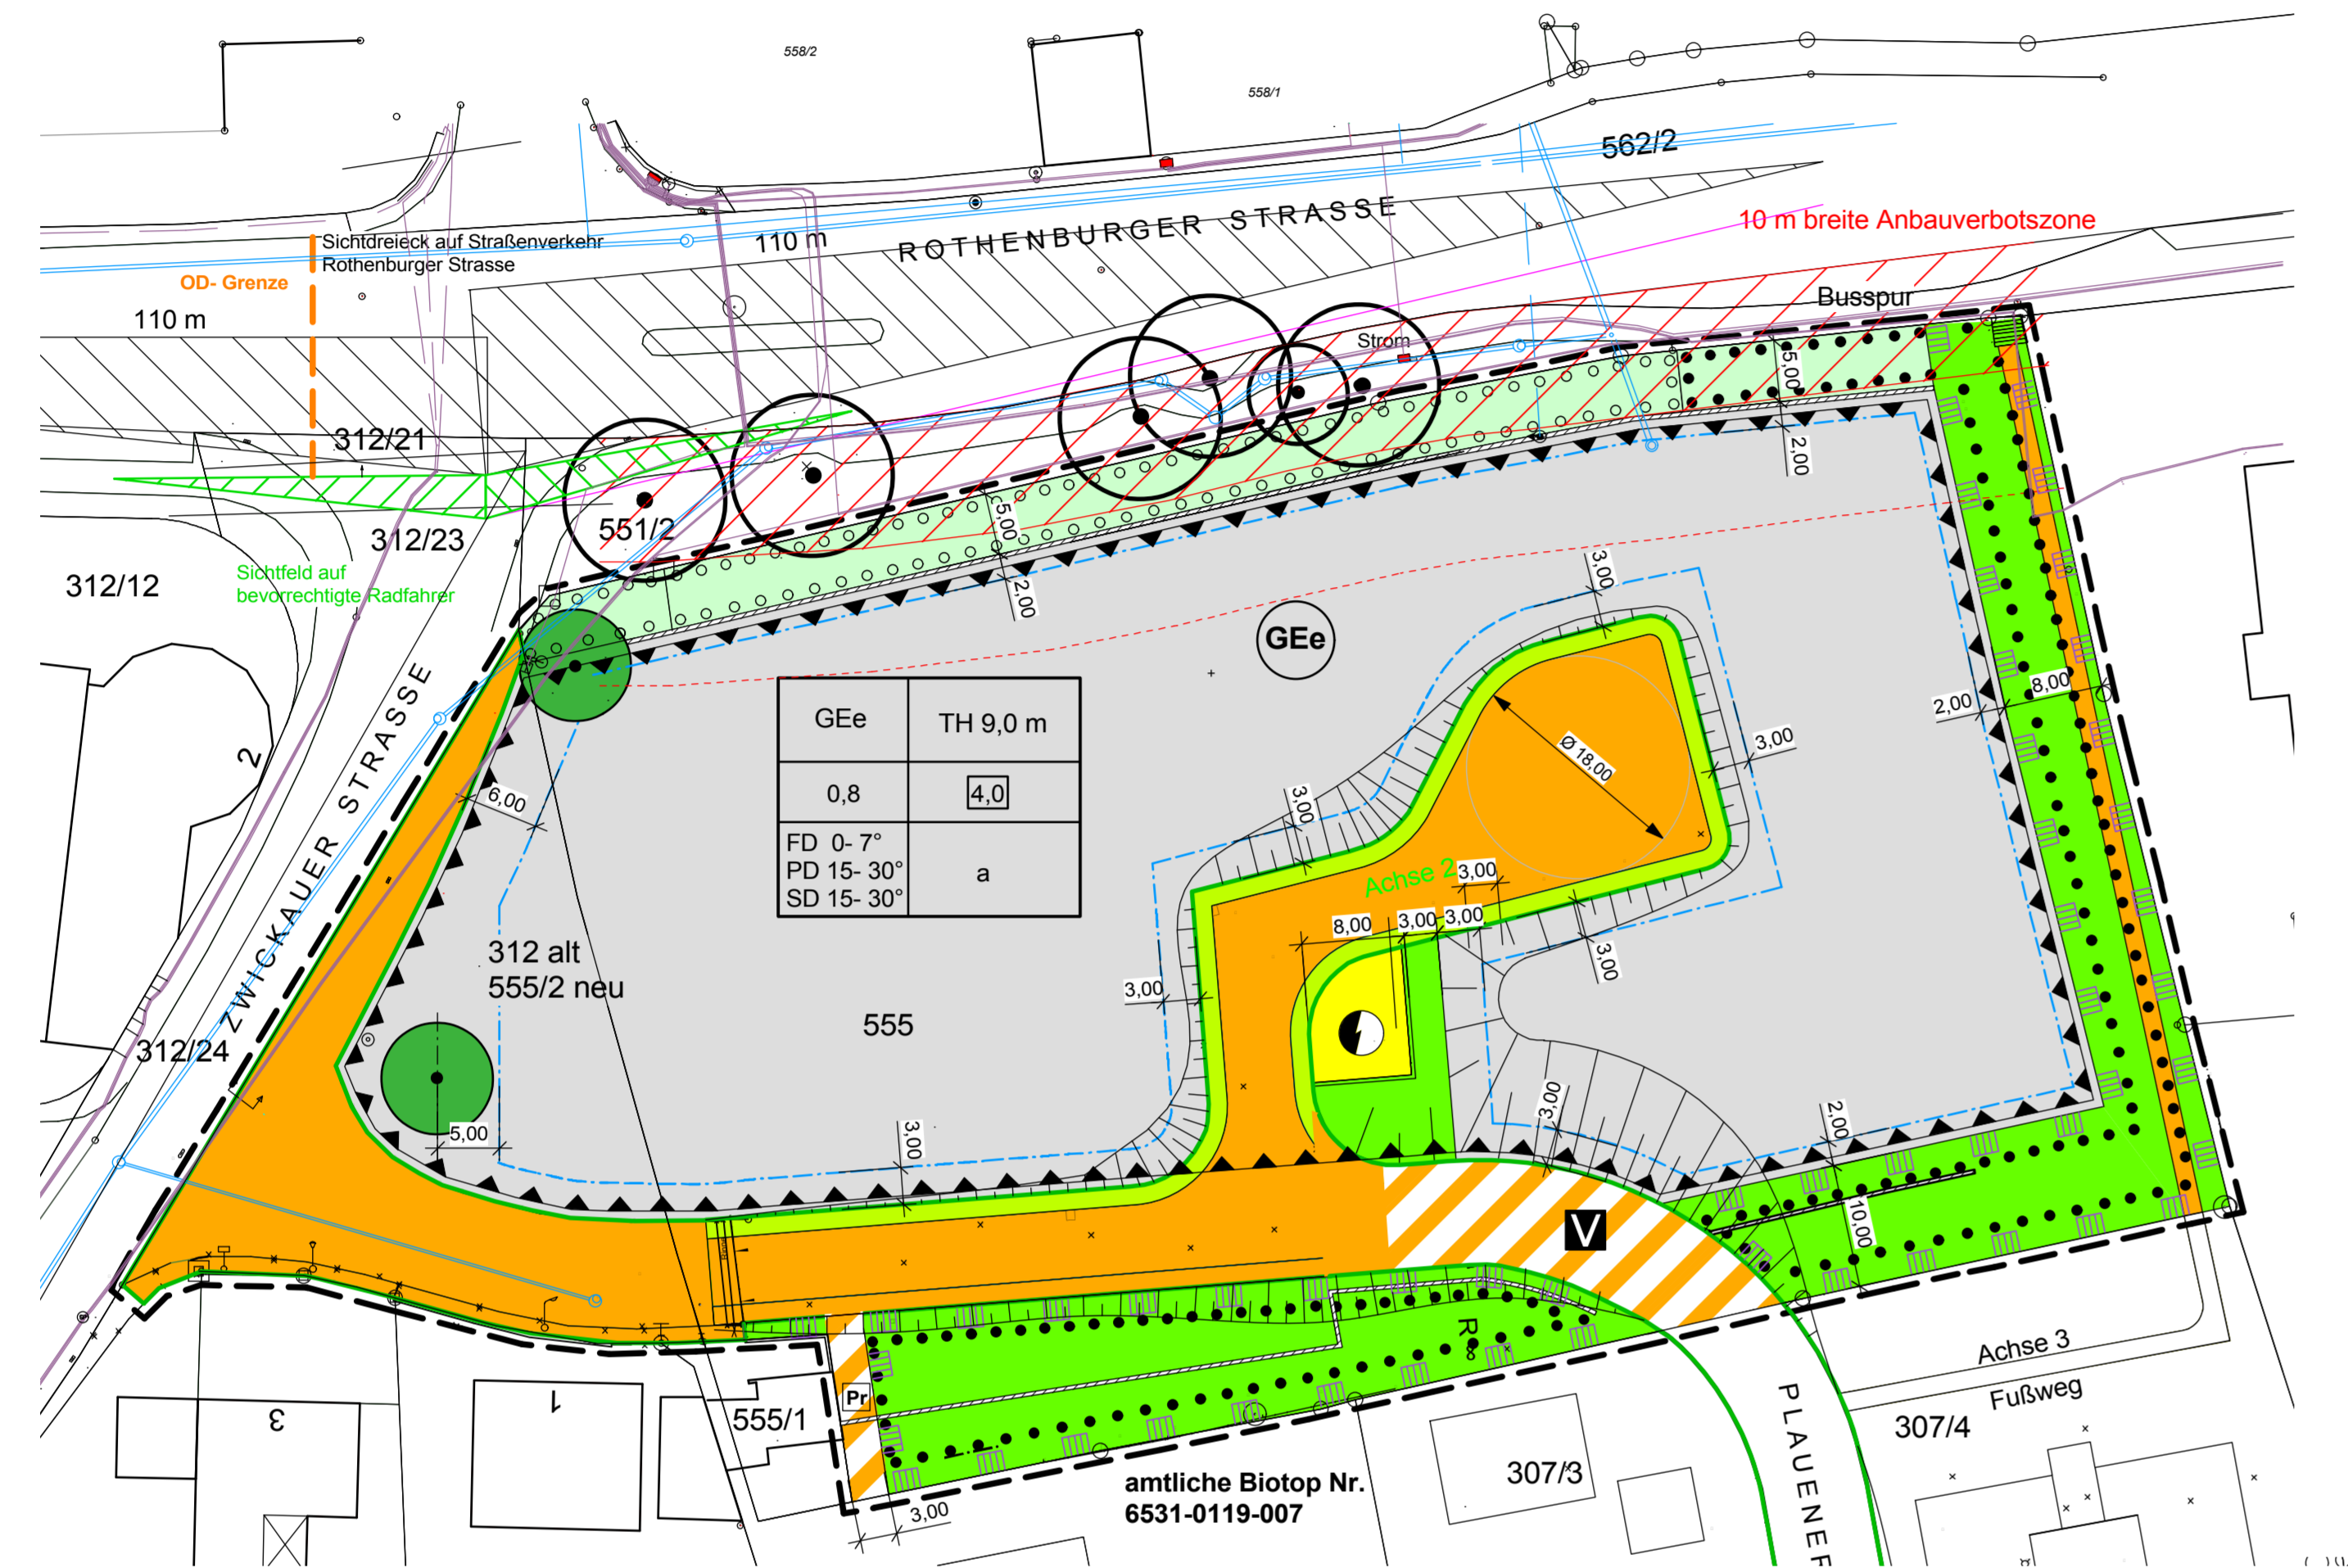 558/2
558/1
562/2
ROTHENBURGER STRASSE
110 m
10 m breite Anbauverbotszone
Sichtdreieck auf Straßenverkehr
Rothenburger Strasse
OD- Grenze
110 m
Busspur
Strom
5,00
2,00
312/21
312/23
551/2
5,00
2,00
312/12
Sichtfeld auf
bevorrechtigte Radfahrer
3,00
GEe
GEe
TH 9,0 m
0,8
4,0
FD 0- 7°
PD 15- 30°
SD 15- 30°
a
8,00
2,00
3,00
Ø 18,00
6,00
3,00
2
ZWICKAUER STRASSE
Achse 2
3,00
8,00
3,00
3,00
3,00
312 alt
555/2 neu
3,00
555
312/24
5,00
3,00
3,00
2,00
10,00
V
R
8
Pr
Achse 3
Fußweg
3
1
555/1
307/4
307/3
PLAUENER
amtliche Biotop Nr.
6531-0119-007
3,00